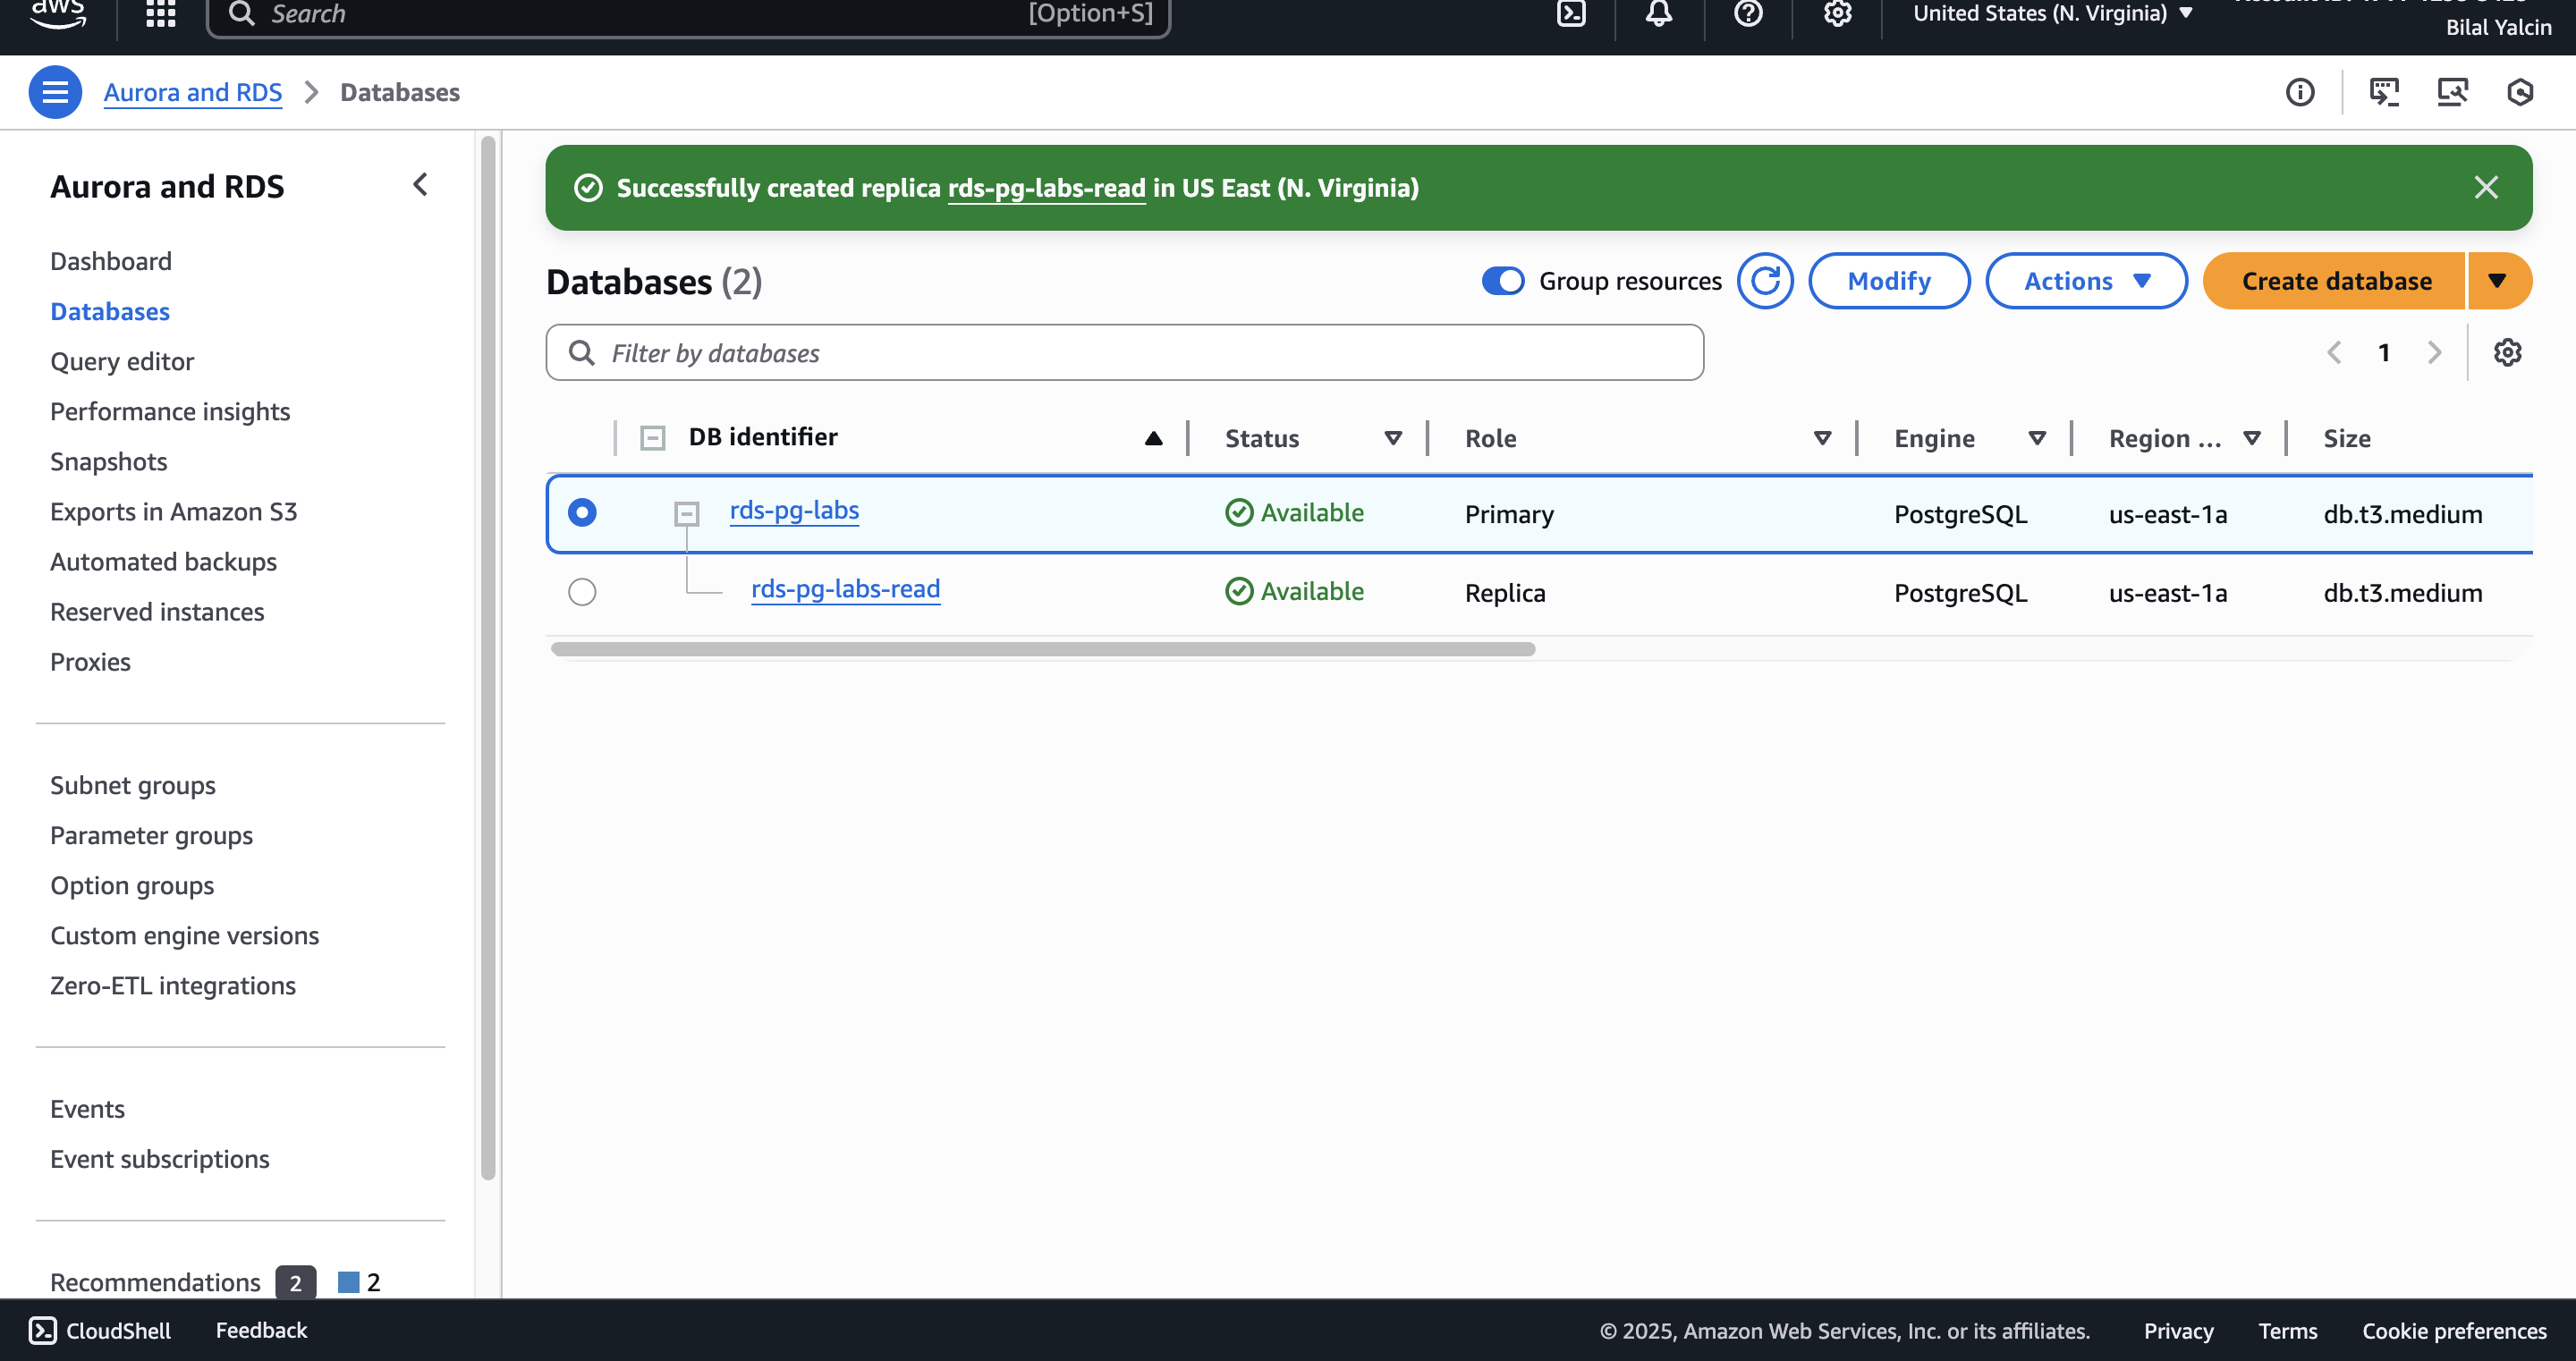 aws
Search
[Option+S]
United States (N. Virginia)
Bilal Yalcin
Aurora and RDS
Databases
Aurora and RDS
Dashboard
Databases
Query editor
Performance insights
Snapshots
Exports in Amazon S3
Automated backups
Reserved instances
Proxies
Subnet groups
Parameter groups
Option groups
Custom engine versions
Zero-ETL integrations
Events
Event subscriptions
Recommendations 2 2
Successfully created replica rds-pg-labs-read in US East (N. Virginia)
Databases (2)
Group resources
Modify
Actions
Create database
Filter by databases
1
DB identifier Status Role Engine Region ... Size
rds-pg-labs Available Primary PostgreSQL us-east-1a db.t3.medium
rds-pg-labs-read Available Replica PostgreSQL us-east-1a db.t3.medium
CloudShell
Feedback
© 2025, Amazon Web Services, Inc. or its affiliates.
Privacy
Terms
Cookie preferences